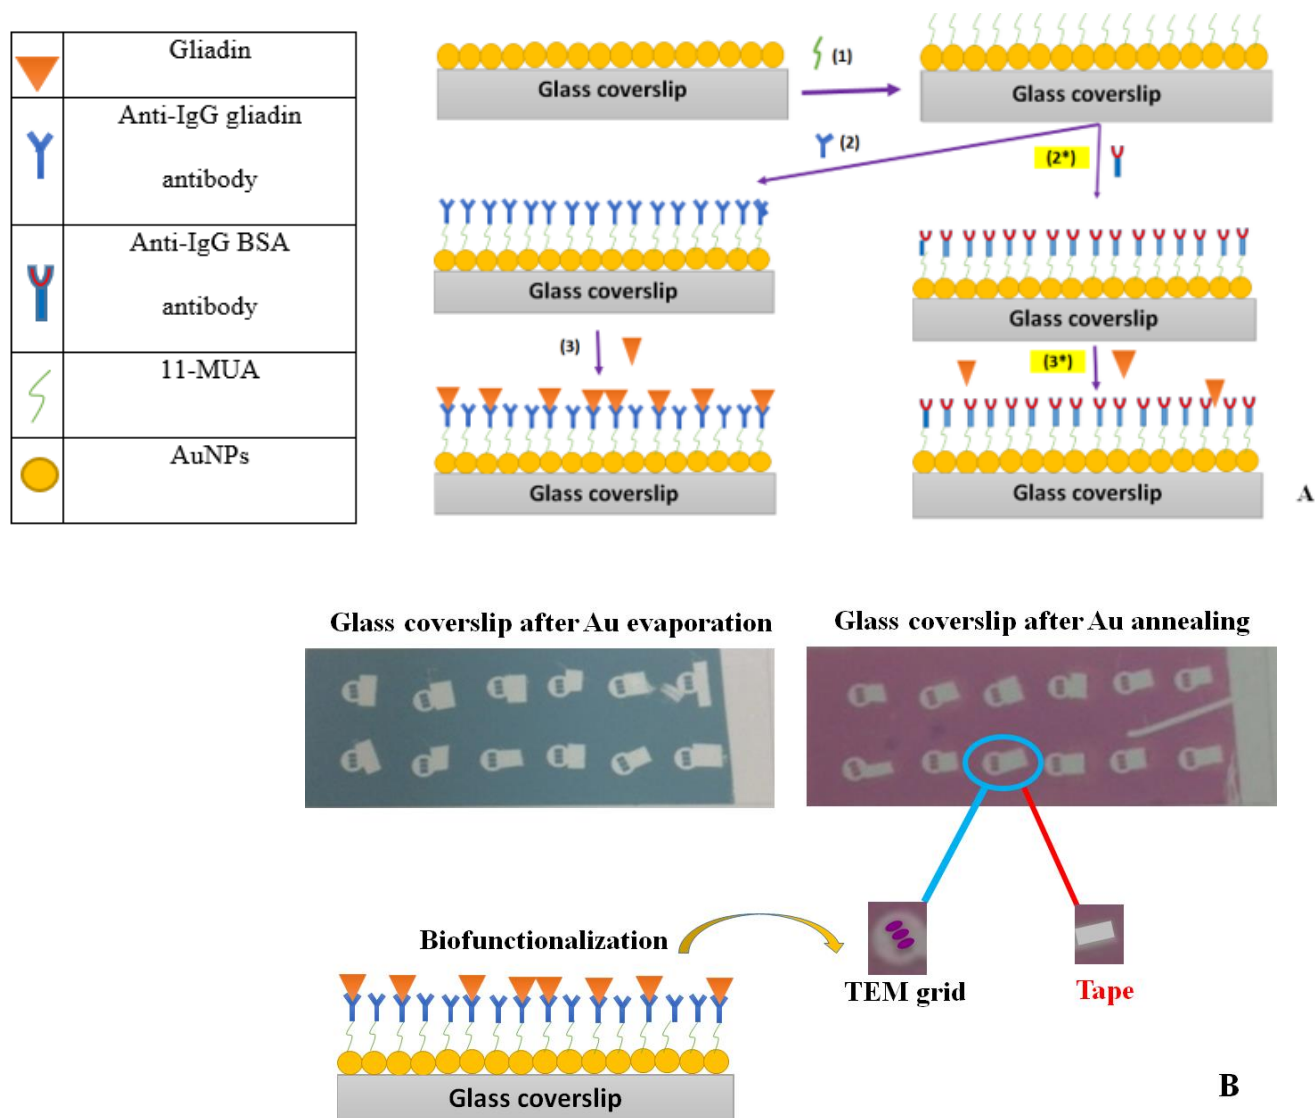 Gliadin
Anti-IgG gliadin
antibody
Anti-IgG BSA
antibody
11-MUA
AuNPs
Glass coverslip
(1)
Glass coverslip
(2)
(2*)
Glass coverslip
Glass coverslip
(3)
(3*)
Glass coverslip
Glass coverslip
A
Glass coverslip after Au evaporation
Glass coverslip after Au annealing
Biofunctionalization
TEM grid
Tape
Glass coverslip
B